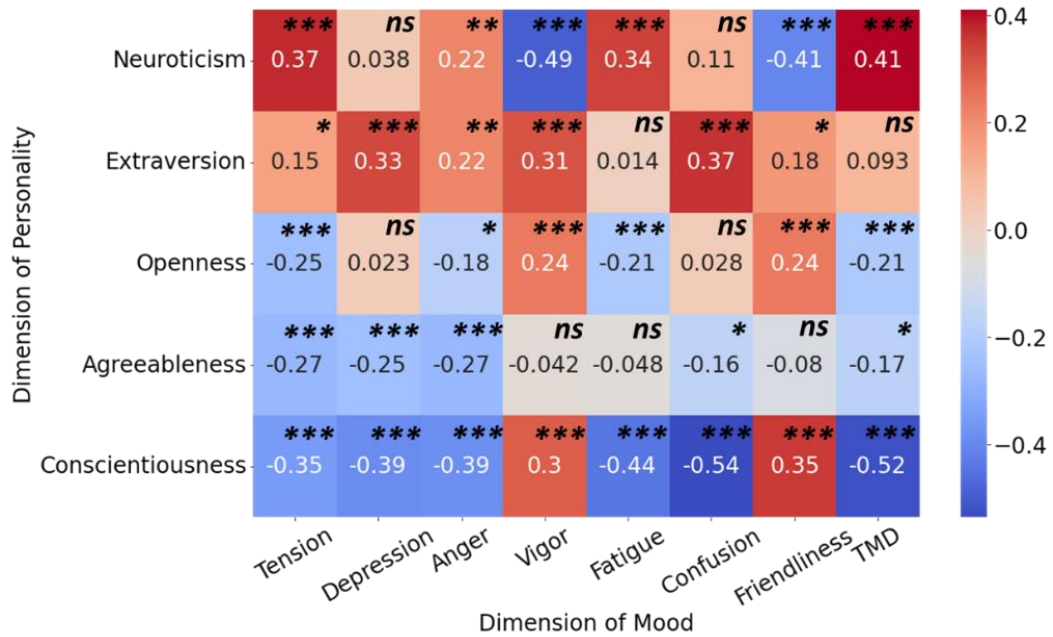 *** ns ** *** *** ns *** ***
Neuroticism 0.37 0.038 0.22 -0.49 0.34 0.11 -0.41 0.41
* *** ** *** ns *** * ns
Extraversion 0.15 0.33 0.22 0.31 0.014 0.37 0.18 0.093
*** ns * *** *** ns *** ***
Openness -0.25 0.023 -0.18 0.24 -0.21 0.028 0.24 -0.21
*** *** *** ns ns * ns *
Agreeableness -0.27 -0.25 -0.27 -0.042 -0.048 -0.16 -0.08 -0.17
*** *** *** *** *** *** *** ***
Conscientiousness -0.35 -0.39 -0.39 0.3 -0.44 -0.54 0.35 -0.52
Dimension of Personality
Tension Depression Anger Vigor Fatigue Confusion Friendliness TMD
Dimension of Mood
0.4
0.2
0.0
−0.2
−0.4